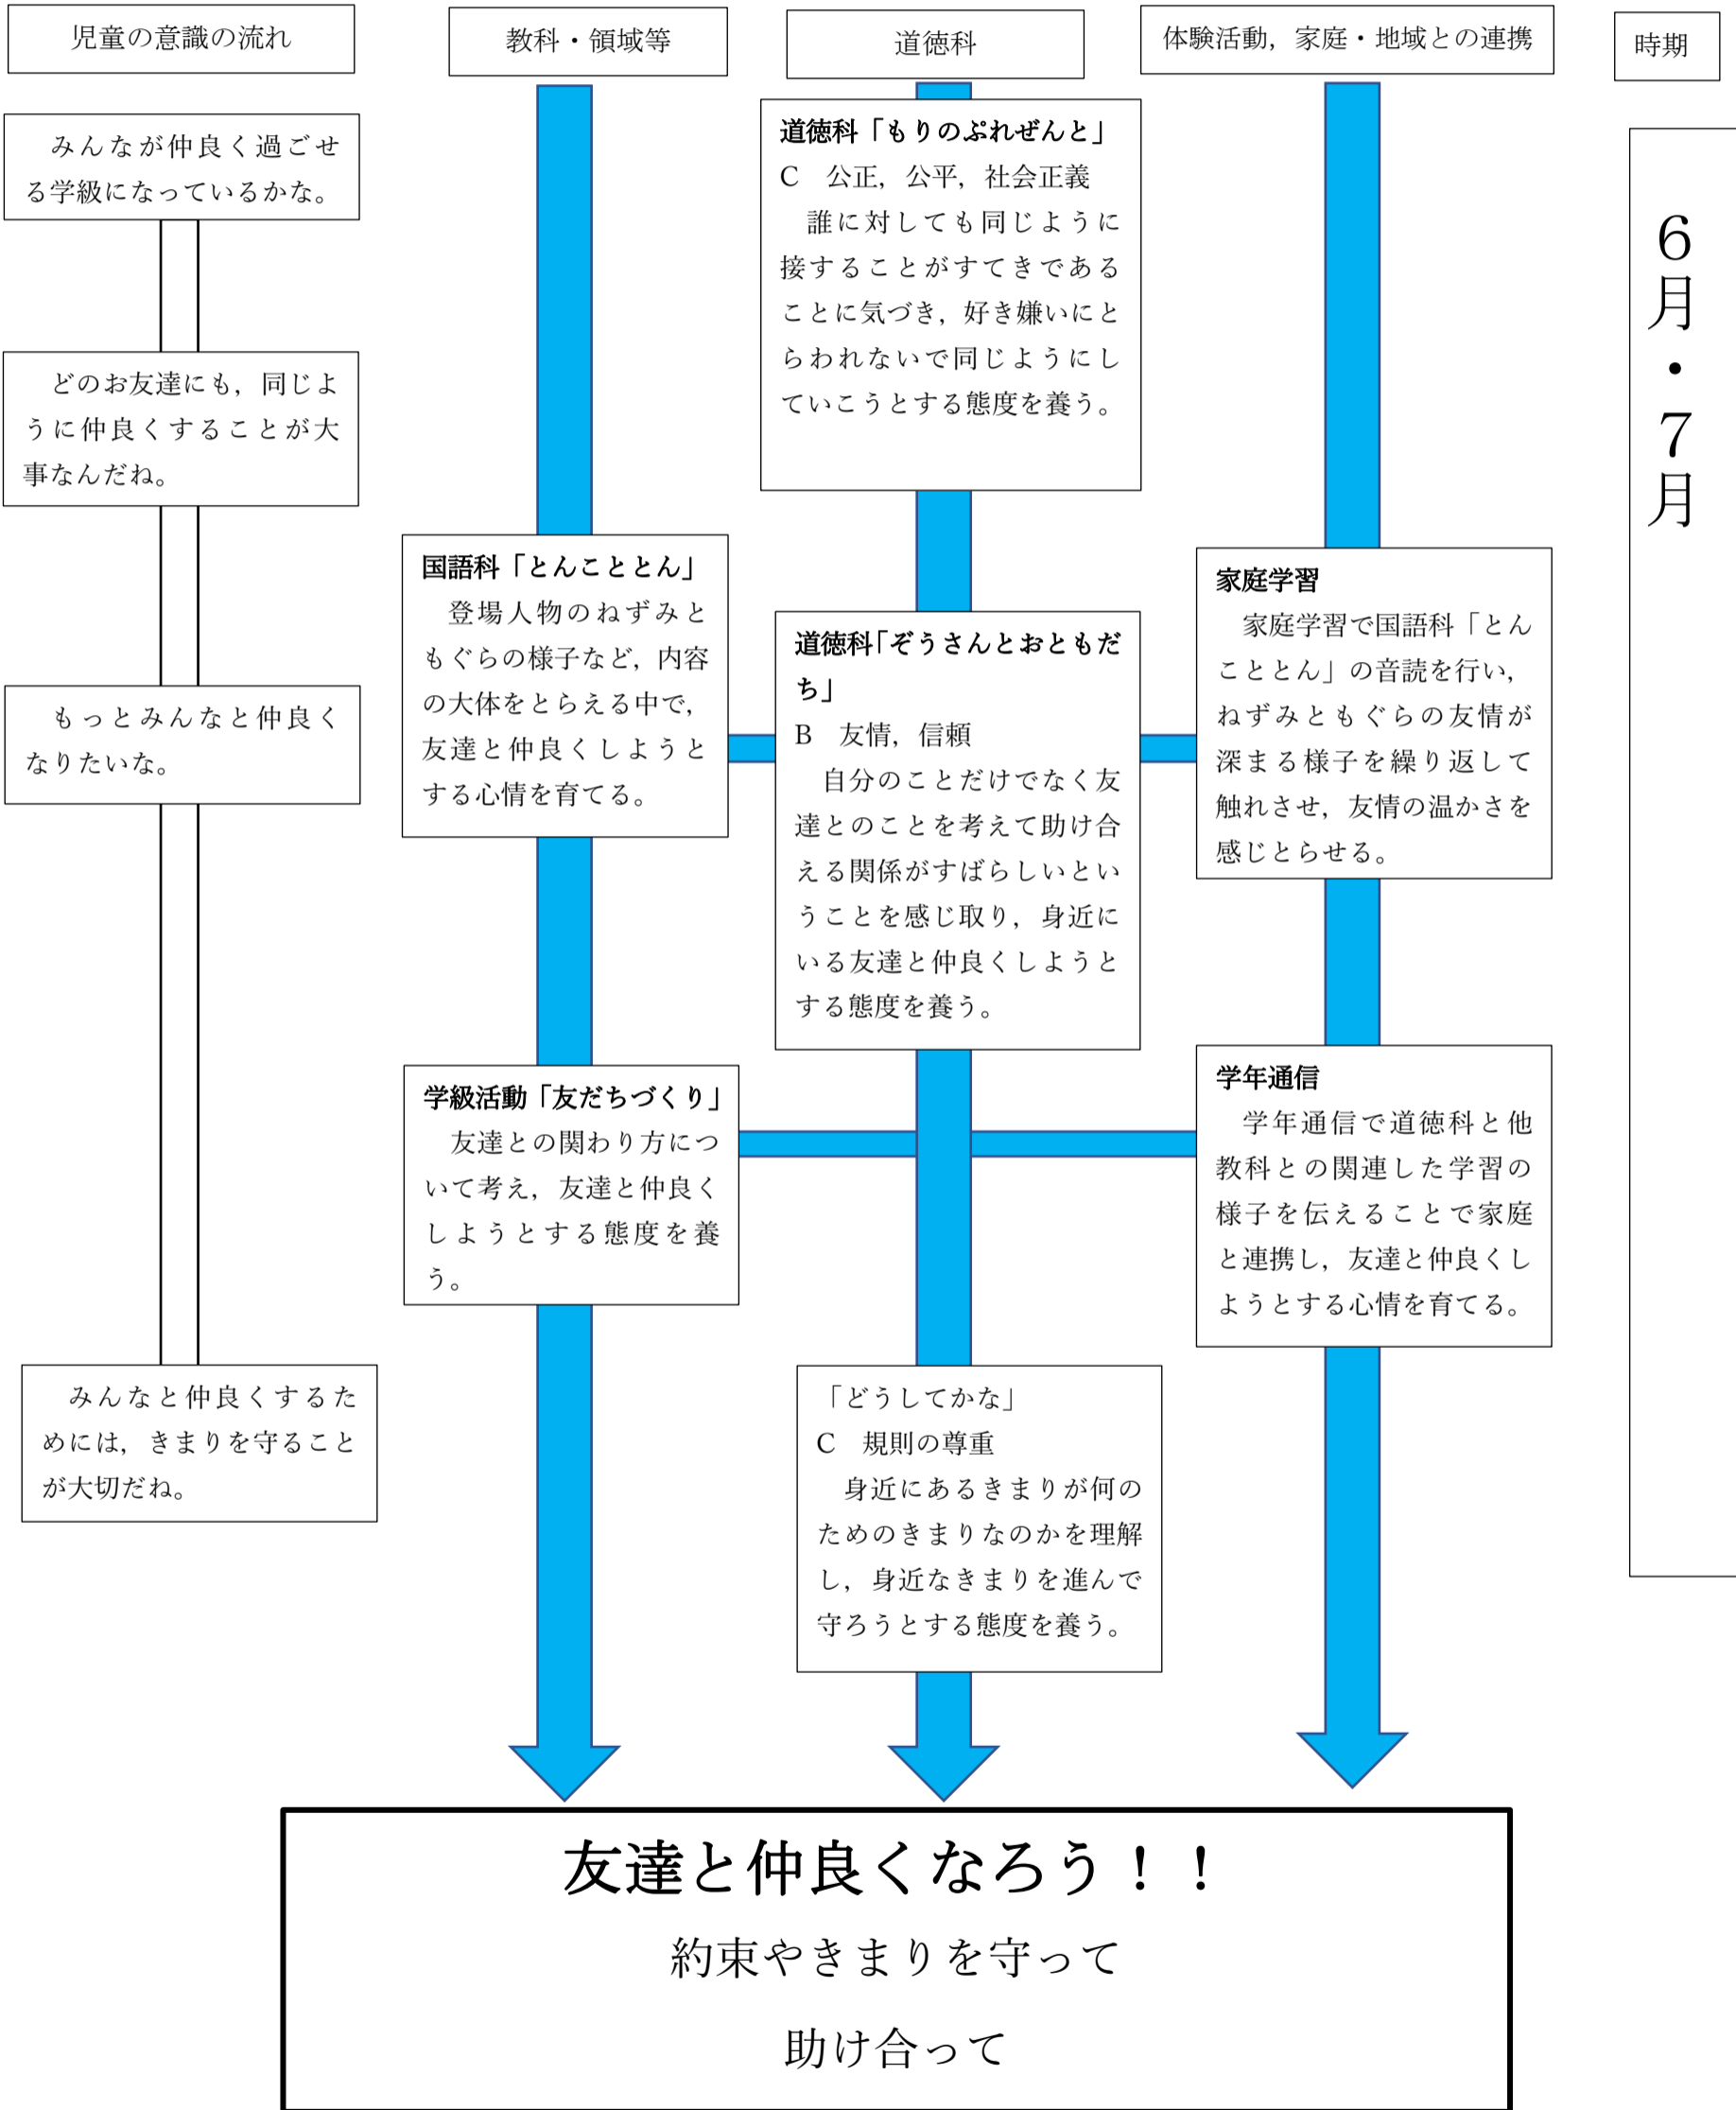 児童の意識の流れ
教科・領域等
道徳科
体験活動，家庭・地域との連携
時期
みんなが仲良く過ごせ
る学級になっているかな。
どのお友達にも，同じよ
うに仲良くすることが大
事なんだね。
もっとみんなと仲良く
なりたいな。
みんなと仲良くするた
めには，きまりを守ること
が大切だね。
国語科「とんこととん」
登場人物のねずみと
もぐらの様子など，内容
の大体をとらえる中で，
友達と仲良くしようと
する心情を育てる。
学級活動「友だちづくり」
友達との関わり方につ
いて考え，友達と仲良く
しようとする態度を養
う。
道徳科「もりのぷれぜんと」
C　公正，公平，社会正義
誰に対しても同じように
接することがすてきである
ことに気づき，好き嫌いにと
らわれないで同じようにし
ていこうとする態度を養う。
道徳科「ぞうさんとおともだ
ち」
B　友情，信頼
自分のことだけでなく友
達とのことを考えて助け合
える関係がすばらしいとい
うことを感じ取り，身近に
いる友達と仲良くしようと
する態度を養う。
「どうしてかな」
C　規則の尊重
身近にあるきまりが何の
ためのきまりなのかを理解
し，身近なきまりを進んで
守ろうとする態度を養う。
家庭学習
家庭学習で国語科「とん
こととん」の音読を行い，
ねずみともぐらの友情が
深まる様子を繰り返して
触れさせ，友情の温かさを
感じとらせる。
学年通信
学年通信で道徳科と他
教科との関連した学習の
様子を伝えることで家庭
と連携し，友達と仲良くし
ようとする心情を育てる。
６月・７月
友達と仲良くなろう！！
約束やきまりを守って
助け合って